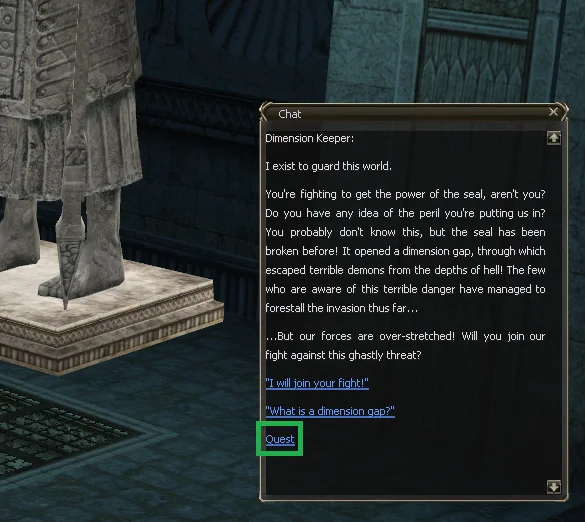 Chat
Dimension Keeper:
I exist to guard this world.
You're fighting to get the power of the seal, aren't you?
Do you have any idea of the peril you're putting us in?
You probably don't know this, but the seal has been
broken before! It opened a dimension gap, through which
escaped terrible demons from the depths of hell! The few
who are aware of this terrible danger have managed to
forestall the invasion thus far...
...But our forces are over-stretched! Will you join our
fight against this ghastly threat?
"I will join your fight!"
"What is a dimension gap?"
Quest